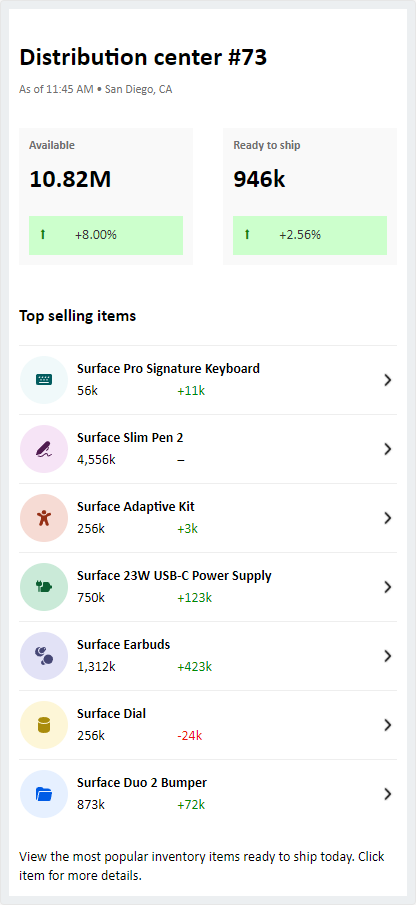 Distribution center #73
As of 11:45 AM • San Diego, CA
Available
10.82M
↑ +8.00%
Ready to ship
946k
↑ +2.56%
Top selling items
Surface Pro Signature Keyboard
56k +11k
Surface Slim Pen 2
4,556k –
Surface Adaptive Kit
256k +3k
Surface 23W USB-C Power Supply
750k +123k
Surface Earbuds
1,312k +423k
Surface Dial
256k -24k
Surface Duo 2 Bumper
873k +72k
View the most popular inventory items ready to ship today. Click
item for more details.